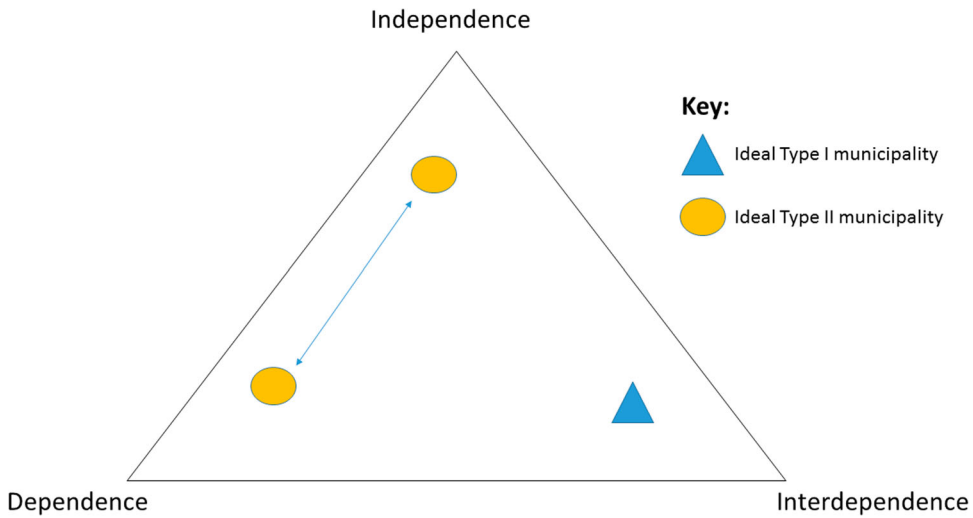 Independence
Key:
Ideal Type I municipality
Ideal Type II municipality
Dependence
Interdependence